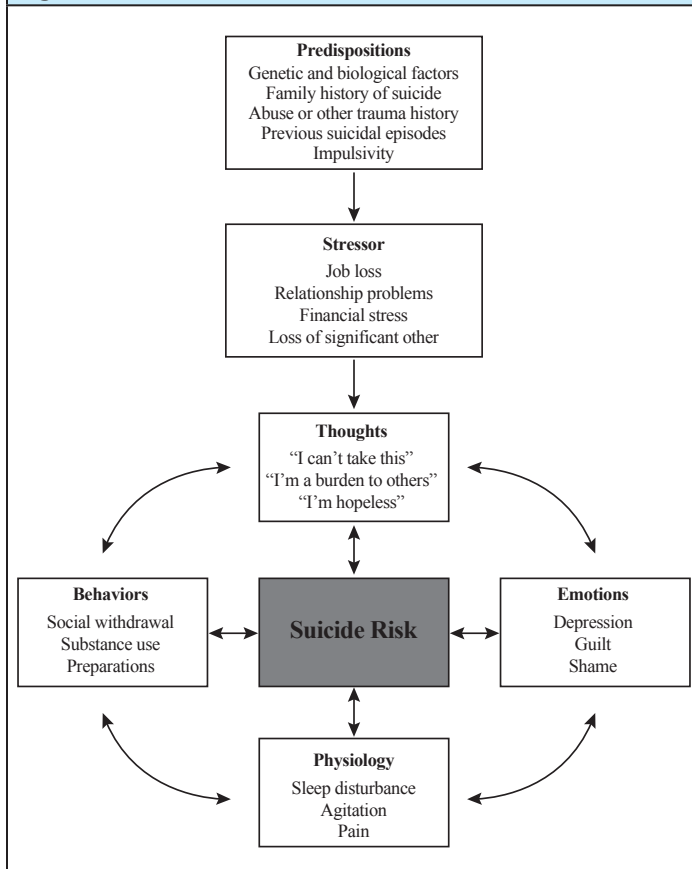 Predispositions
Genetic and biological factors
Family history of suicide
Abuse or other trauma history
Previous suicidal episodes
Impulsivity
Stressor
Job loss
Relationship problems
Financial stress
Loss of significant other
Thoughts
“I can’t take this”
“I’m a burden to others”
“I’m hopeless”
Behaviors
Social withdrawal
Substance use
Preparations
Suicide Risk
Emotions
Depression
Guilt
Shame
Physiology
Sleep disturbance
Agitation
Pain